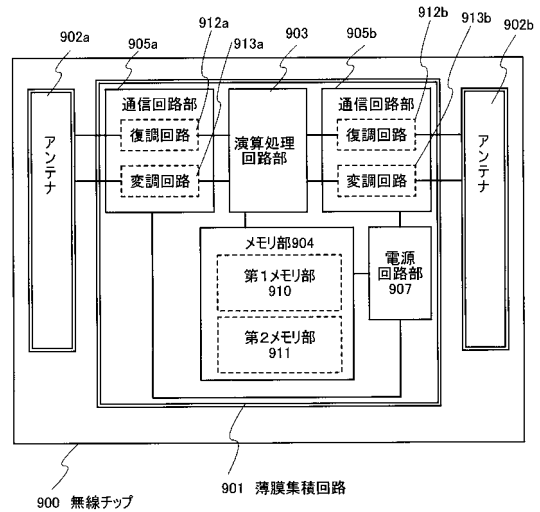 902a
905a
912a
913a
903
905b
912b
913b
902b
アンテナ
通信回路部
復調回路
変調回路
演算処理
回路部
通信回路部
復調回路
変調回路
アンテナ
メモリ部904
第1メモリ部
910
第2メモリ部
911
電源
回路部
907
900 無線チップ
901 薄膜集積回路